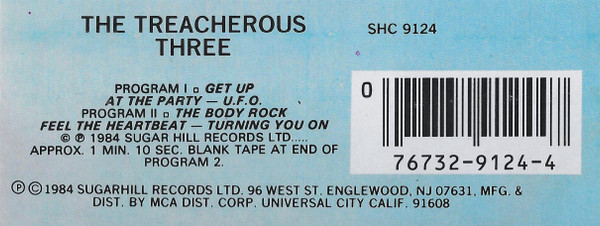 THE TREACHEROUS
THREE
SHC 9124
PROGRAM I ▫ GET UP
AT THE PARTY — U.F.O.
PROGRAM II ▫ THE BODY ROCK
FEEL THE HEARTBEAT — TURNING YOU ON
© ℗ 1984 SUGAR HILL RECORDS LTD.....
APPROX. 1 MIN. 10 SEC. BLANK TAPE AT END OF
PROGRAM 2.
0
76732-9124-4
℗ © 1984 SUGARHILL RECORDS LTD. 96 WEST ST. ENGLEWOOD, NJ 07631, MFG. &
DIST. BY MCA DIST. CORP. UNIVERSAL CITY CALIF. 91608